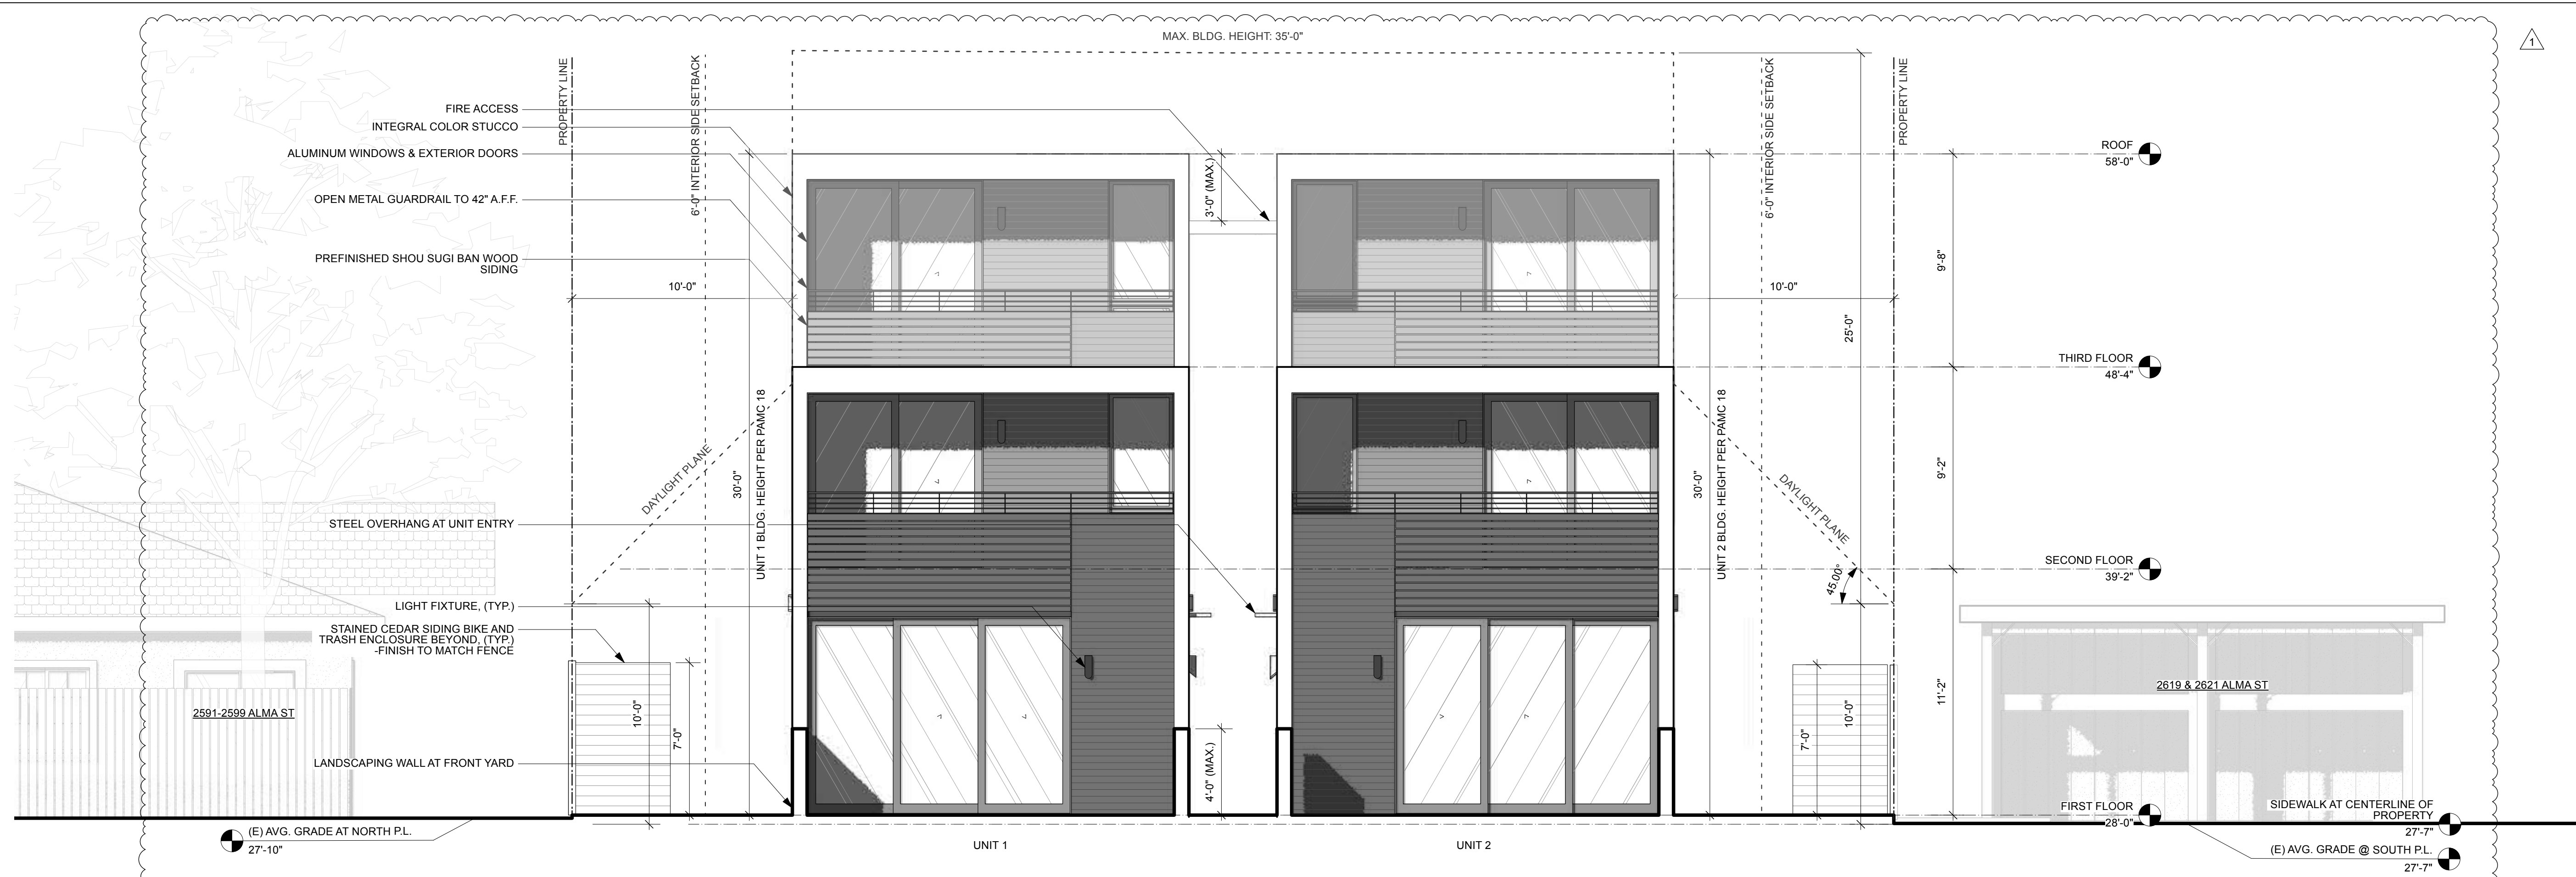 MAX. BLDG. HEIGHT: 35'-0"
1
PROPERTY LINE
6'-0" INTERIOR SIDE SETBACK
6'-0" INTERIOR SIDE SETBACK
PROPERTY LINE
FIRE ACCESS
INTEGRAL COLOR STUCCO
ALUMINUM WINDOWS & EXTERIOR DOORS
OPEN METAL GUARDRAIL TO 42" A.F.F.
PREFINISHED SHOU SUGI BAN WOOD
SIDING
10'-0"
3'-0" (MAX.)
10'-0"
25'-0"
9'-8"
ROOF
58'-0"
THIRD FLOOR
48'-4"
DAYLIGHT PLANE
30'-0"
UNIT 1 BLDG. HEIGHT PER PAMC 18
30'-0"
UNIT 2 BLDG. HEIGHT PER PAMC 18
DAYLIGHT PLANE
9'-2"
STEEL OVERHANG AT UNIT ENTRY
45.00°
SECOND FLOOR
39'-2"
LIGHT FIXTURE, (TYP.)
STAINED CEDAR SIDING BIKE AND
TRASH ENCLOSURE BEYOND, (TYP.)
-FINISH TO MATCH FENCE
2591-2599 ALMA ST
10'-0"
7'-0"
LANDSCAPING WALL AT FRONT YARD
4'-0" (MAX.)
7'-0"
10'-0"
11'-2"
2619 & 2621 ALMA ST
FIRST FLOOR
28'-0"
SIDEWALK AT CENTERLINE OF
PROPERTY
27'-7"
(E) AVG. GRADE AT NORTH P.L.
27'-10"
UNIT 1
UNIT 2
(E) AVG. GRADE @ SOUTH P.L.
27'-7"